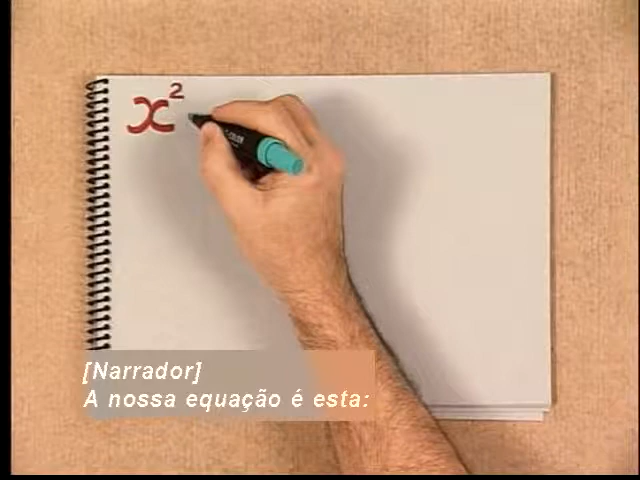 x²
[Narrador]
A nossa equação é esta: